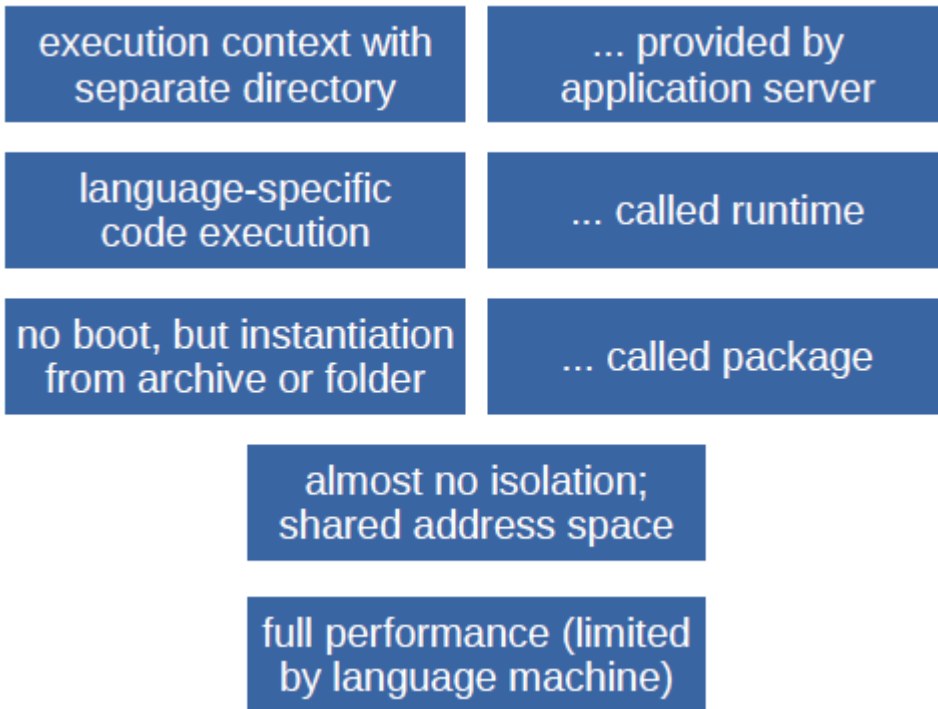 execution context with
separate directory
... provided by
application server
language-specific
code execution
... called runtime
no boot, but instantiation
from archive or folder
... called package
almost no isolation;
shared address space
full performance (limited
by language machine)